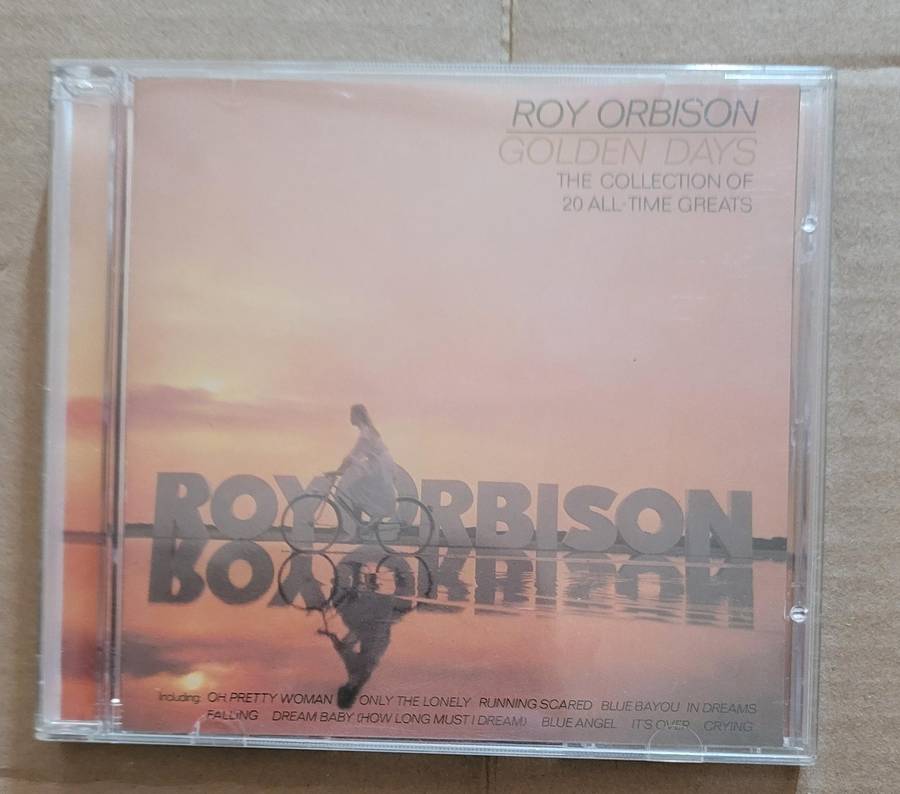 ROY ORBISON
GOLDEN DAYS
THE COLLECTION OF
20 ALL-TIME GREATS
ROY ORBISON
Including: OH PRETTY WOMAN ONLY THE LONELY RUNNING SCARED BLUE BAYOU IN DREAMS
FALLING DREAM BABY (HOW LONG MUST I DREAM) BLUE ANGEL IT'S OVER CRYING